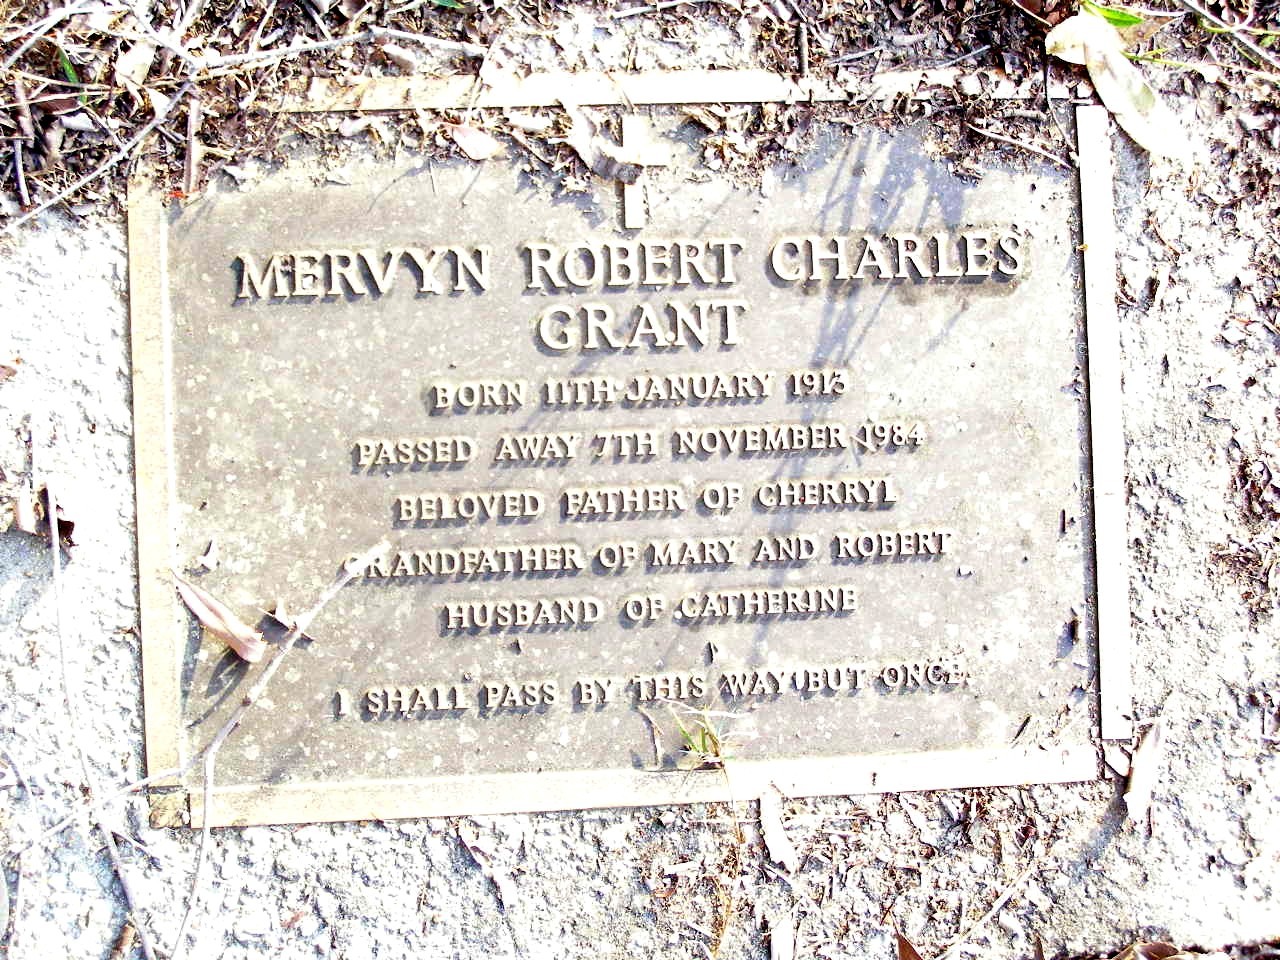 MERVYN ROBERT CHARLES
GRANT
BORN 11TH JANUARY 1913
PASSED AWAY 7TH NOVEMBER 1984
BELOVED FATHER OF CHERRYL
GRANDFATHER OF MARY AND ROBERT
HUSBAND OF CATHERINE
I SHALL PASS BY THIS WAY BUT ONCE